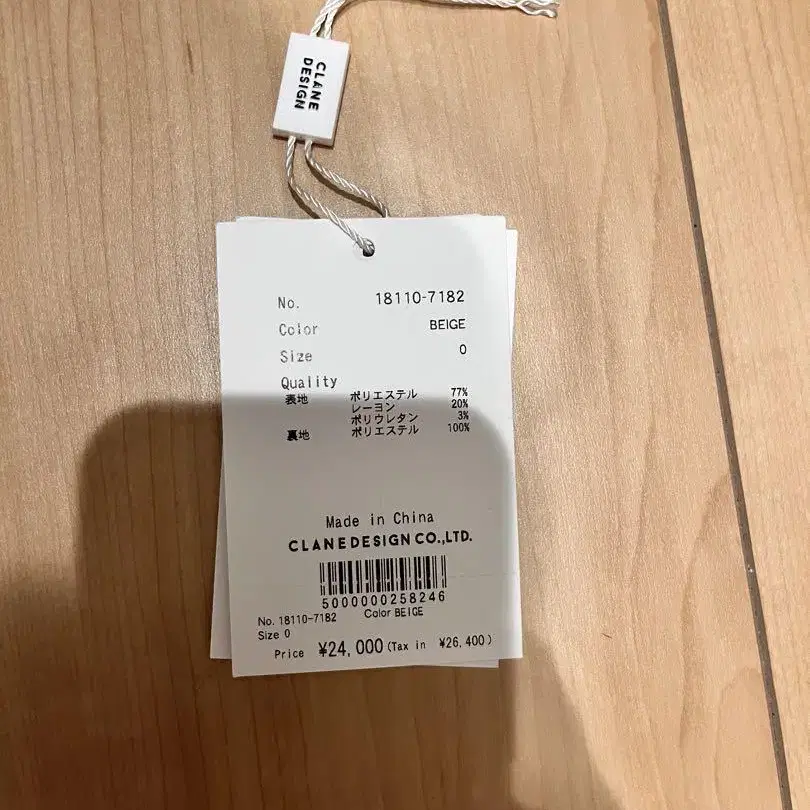 CLANE
DESIGN
No. 18110-7182
Color BEIGE
Size 0
Quality
表地 ポリエステル 77%
レーヨン 20%
ポリウレタン 3%
裏地 ポリエステル 100%
Made in China
CLANEDESIGN CO.,LTD.
5000000258246
No. 18110-7182 Color BEIGE
Size 0
Price ¥24,000 (Tax in ¥26,400)